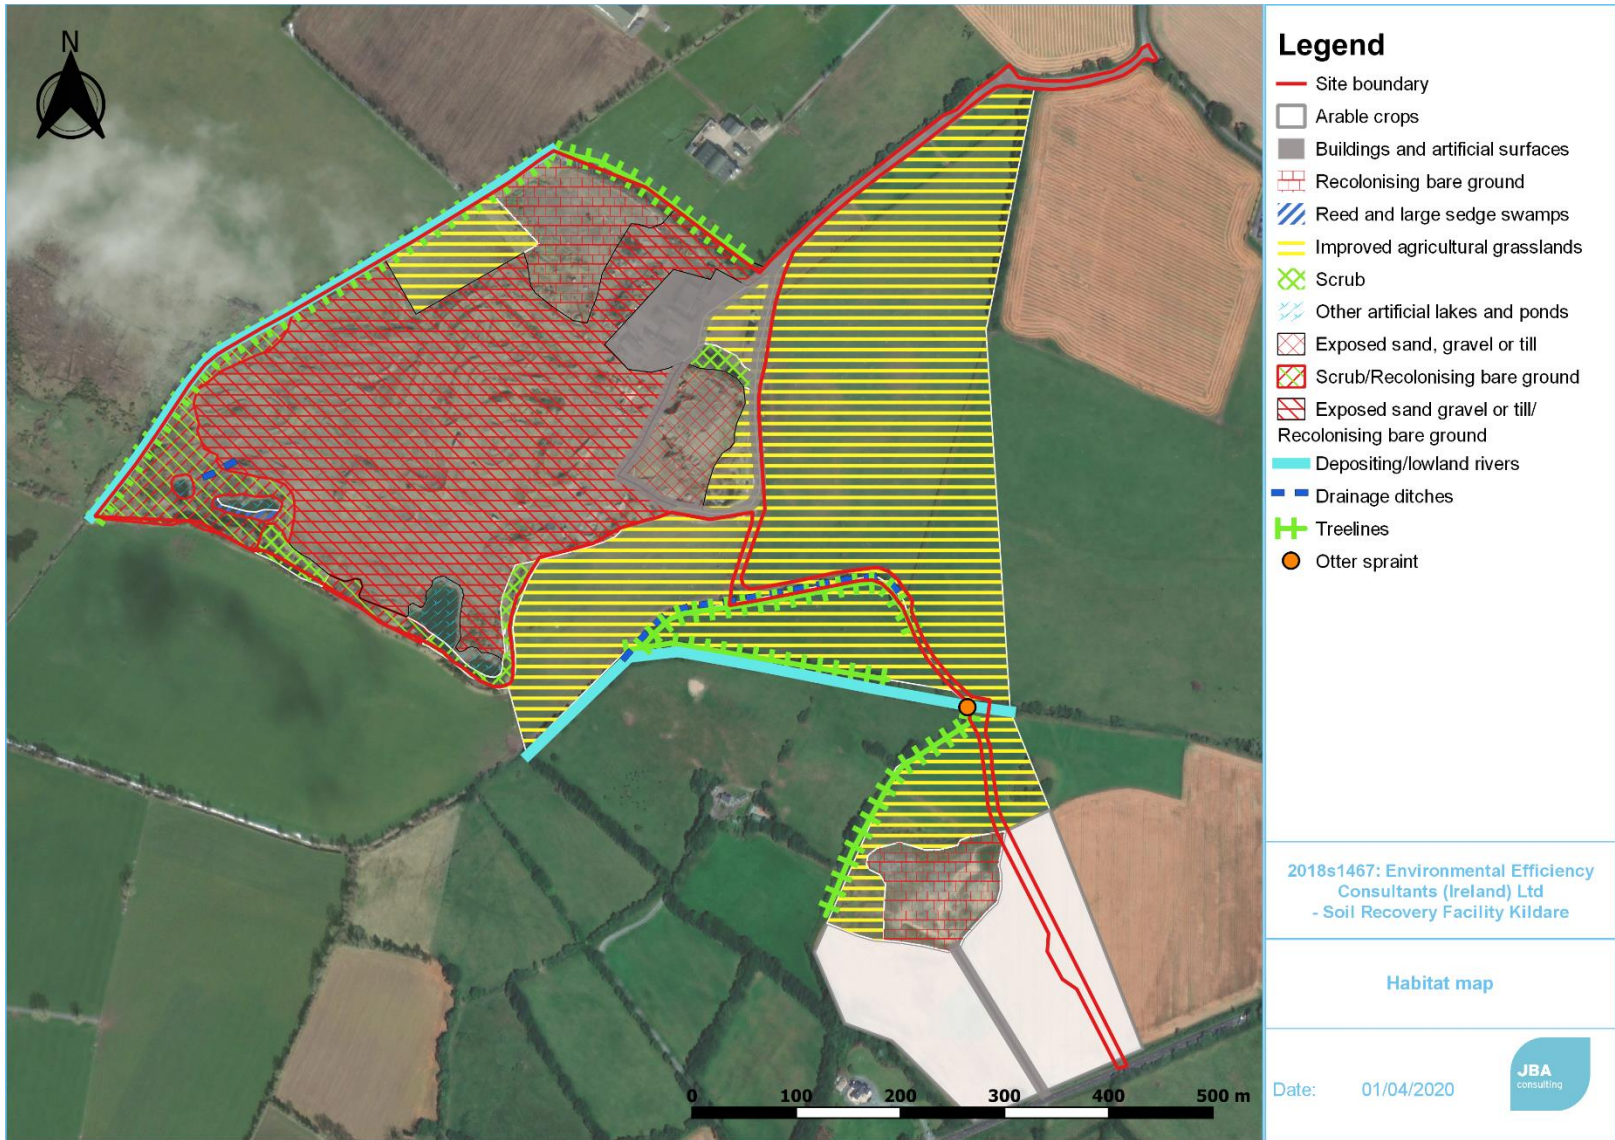 N
Legend
Site boundary
Arable crops
Buildings and artificial surfaces
Recolonising bare ground
Reed and large sedge swamps
Improved agricultural grasslands
Scrub
Other artificial lakes and ponds
Exposed sand, gravel or till
Scrub/Recolonising bare ground
Exposed sand gravel or till/
Recolonising bare ground
Depositing/lowland rivers
Drainage ditches
Treelines
Otter spraint
2018s1467: Environmental Efficiency
Consultants (Ireland) Ltd
- Soil Recovery Facility Kildare
Habitat map
Date: 01/04/2020
JBA
consulting
0 100 200 300 400 500 m